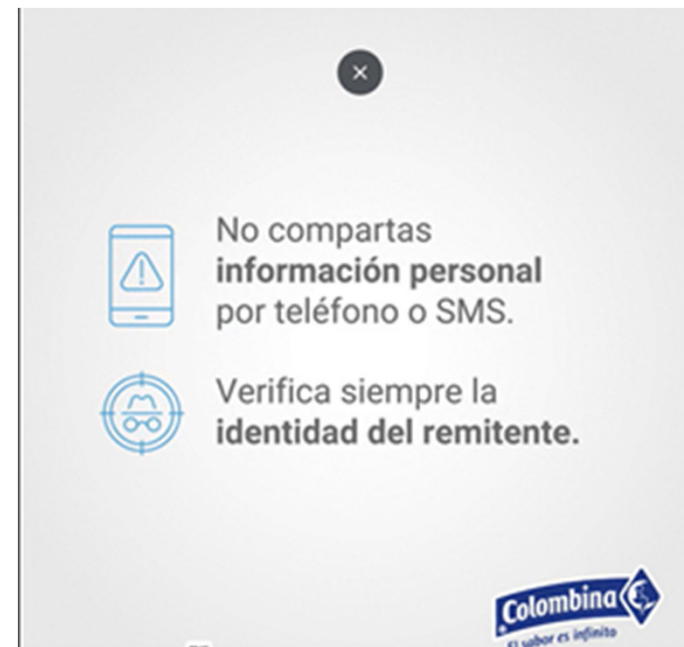 No compartas
información personal
por teléfono o SMS.
Verifica siempre la
identidad del remitente.
Colombina
El sabor es infinito